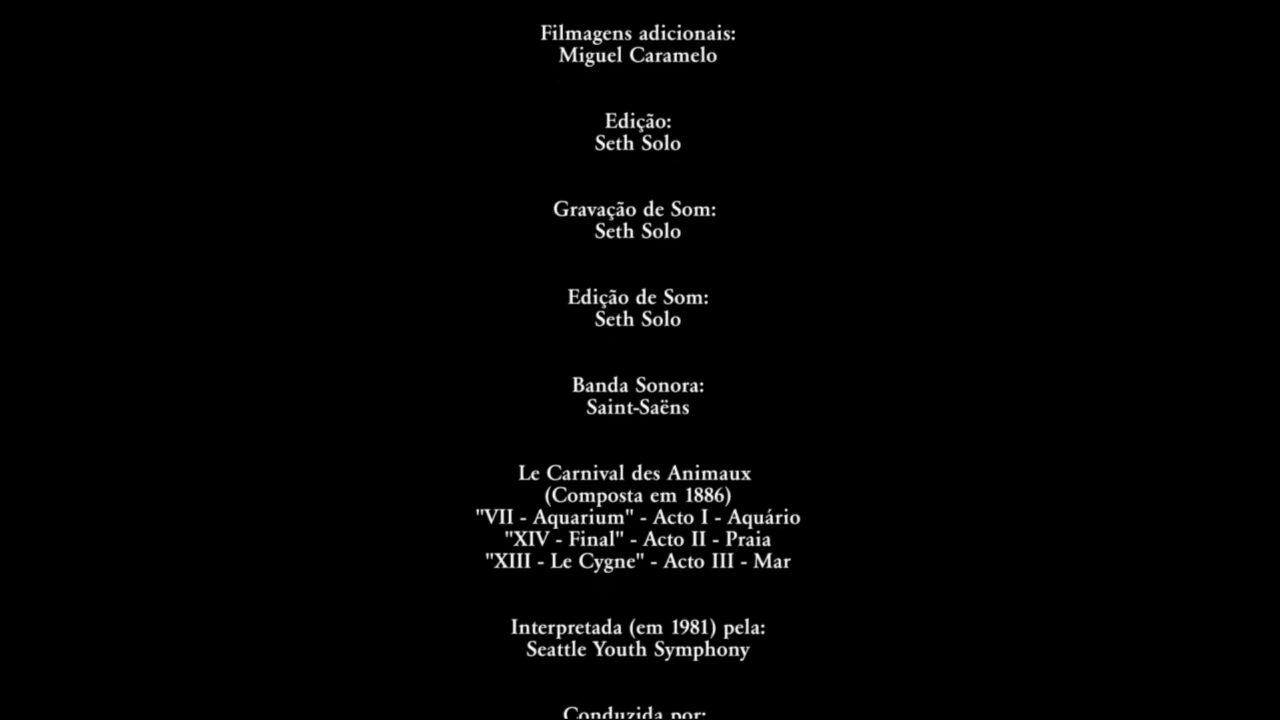 Filmagens adicionais:
Miguel Caramelo
Edição:
Seth Solo
Gravação de Som:
Seth Solo
Edição de Som:
Seth Solo
Banda Sonora:
Saint-Saëns
Le Carnival des Animaux
(Composta em 1886)
"VII - Aquarium" - Acto I - Aquário
"XIV - Final" - Acto II - Praia
"XIII - Le Cygne" - Acto III - Mar
Interpretada (em 1981) pela:
Seattle Youth Symphony
Conduzida por: